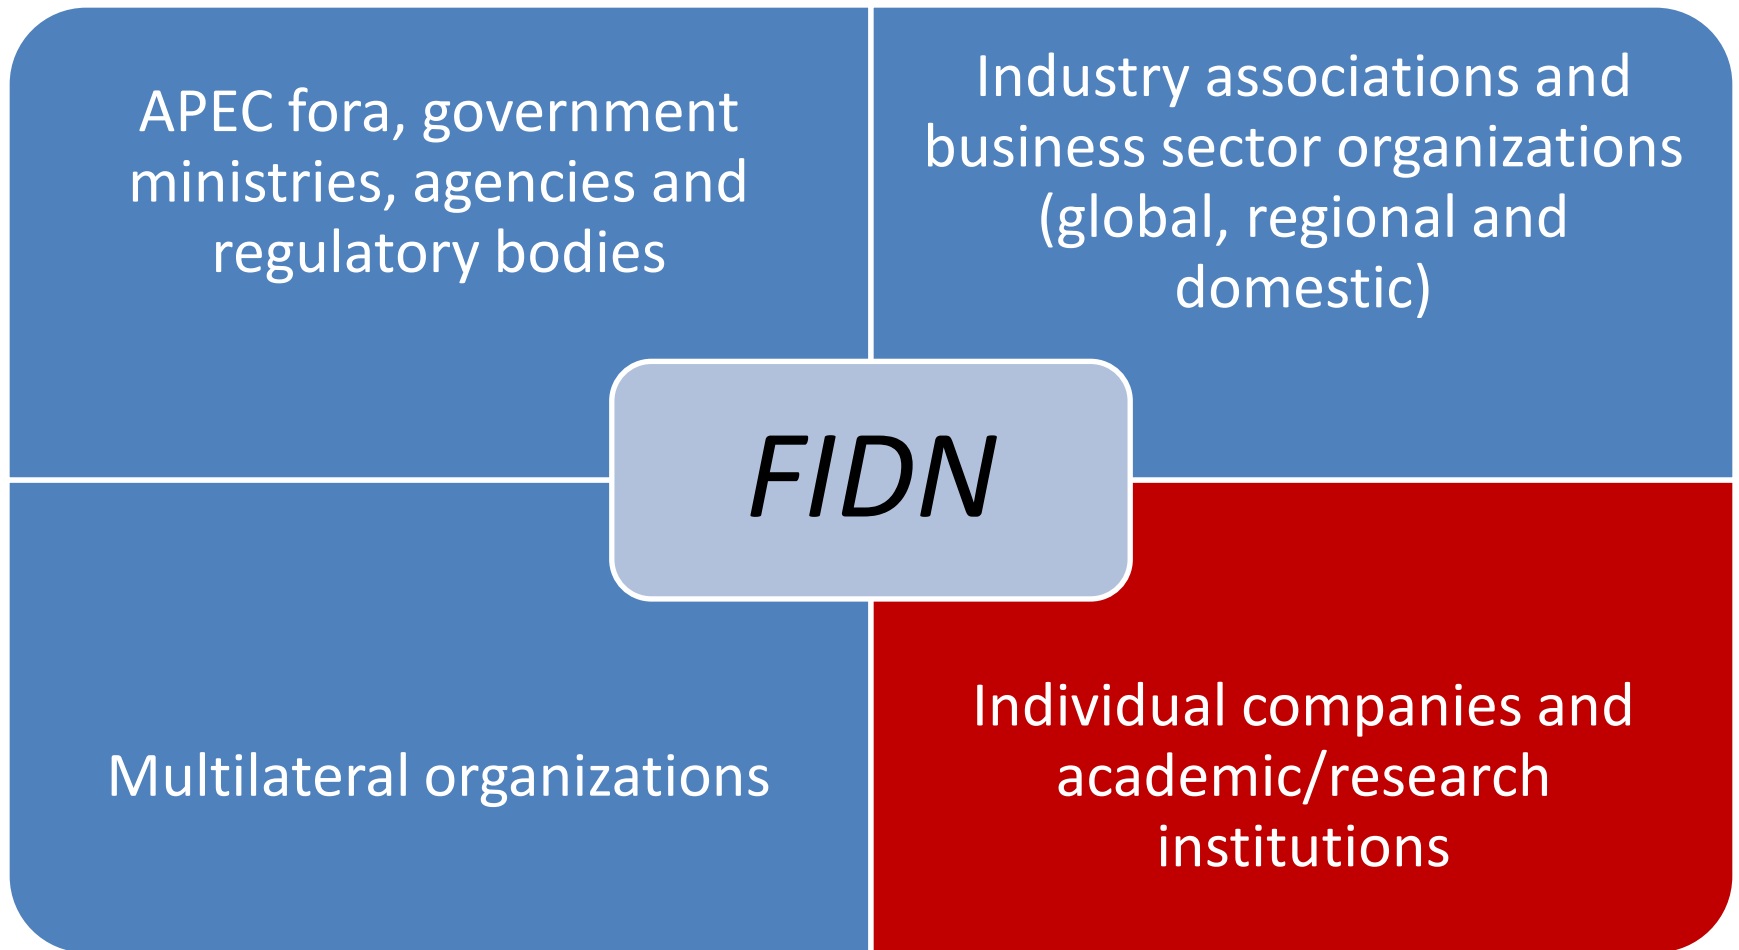 APEC fora, government
ministries, agencies and
regulatory bodies
Industry associations and
business sector organizations
(global, regional and
domestic)
FIDN
Multilateral organizations
Individual companies and
academic/research
institutions